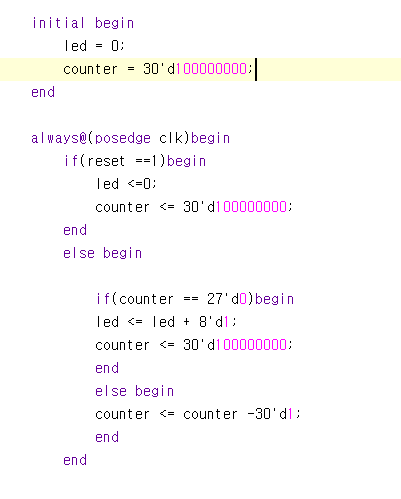 initial begin
led = 0;
counter = 30'd100000000;
end
always@(posedge clk)begin
if(reset ==1)begin
led <=0;
counter <= 30'd100000000;
end
else begin
if(counter == 27'd0)begin
led <= led + 8'd1;
counter <= 30'd100000000;
end
else begin
counter <= counter -30'd1;
end
end